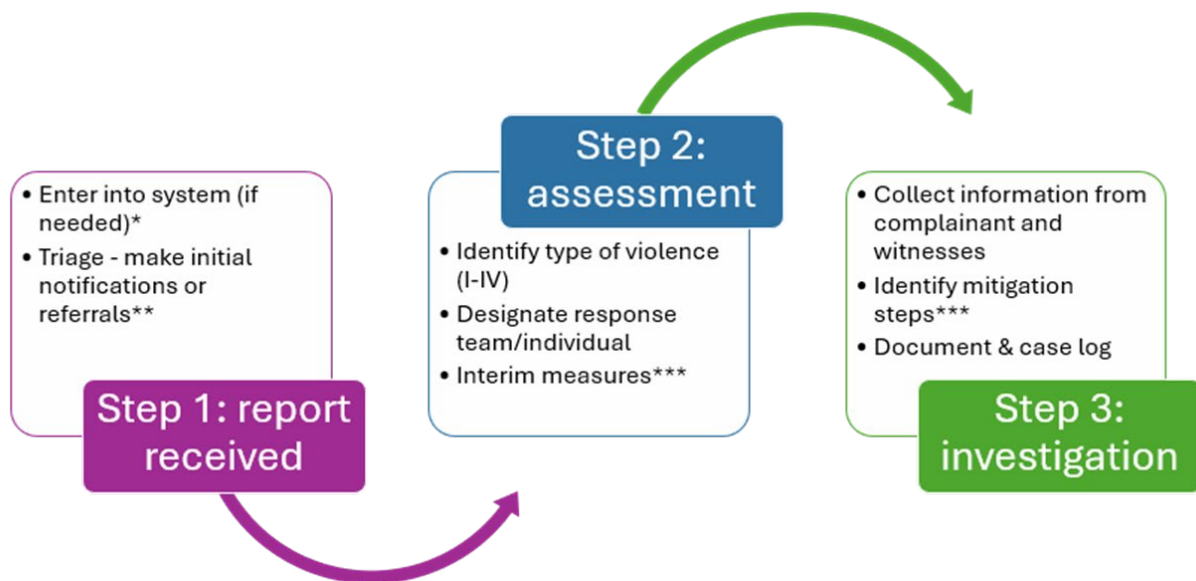 • Enter into system (if
needed)*
• Triage - make initial
notifications or
referrals**
Step 1: report
received
Step 2:
assessment
• Identify type of violence
(I-IV)
• Designate response
team/individual
• Interim measures***
• Collect information from
complainant and
witnesses
• Identify mitigation
steps***
• Document & case log
Step 3:
investigation